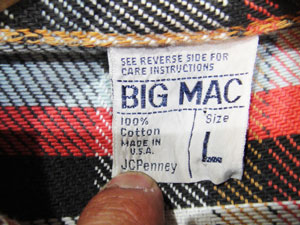 SEE REVERSE SIDE FOR
CARE INSTRUCTIONS
BIG MAC
100%
Cotton
MADE IN
U.S.A.
JCPenney
Size
L